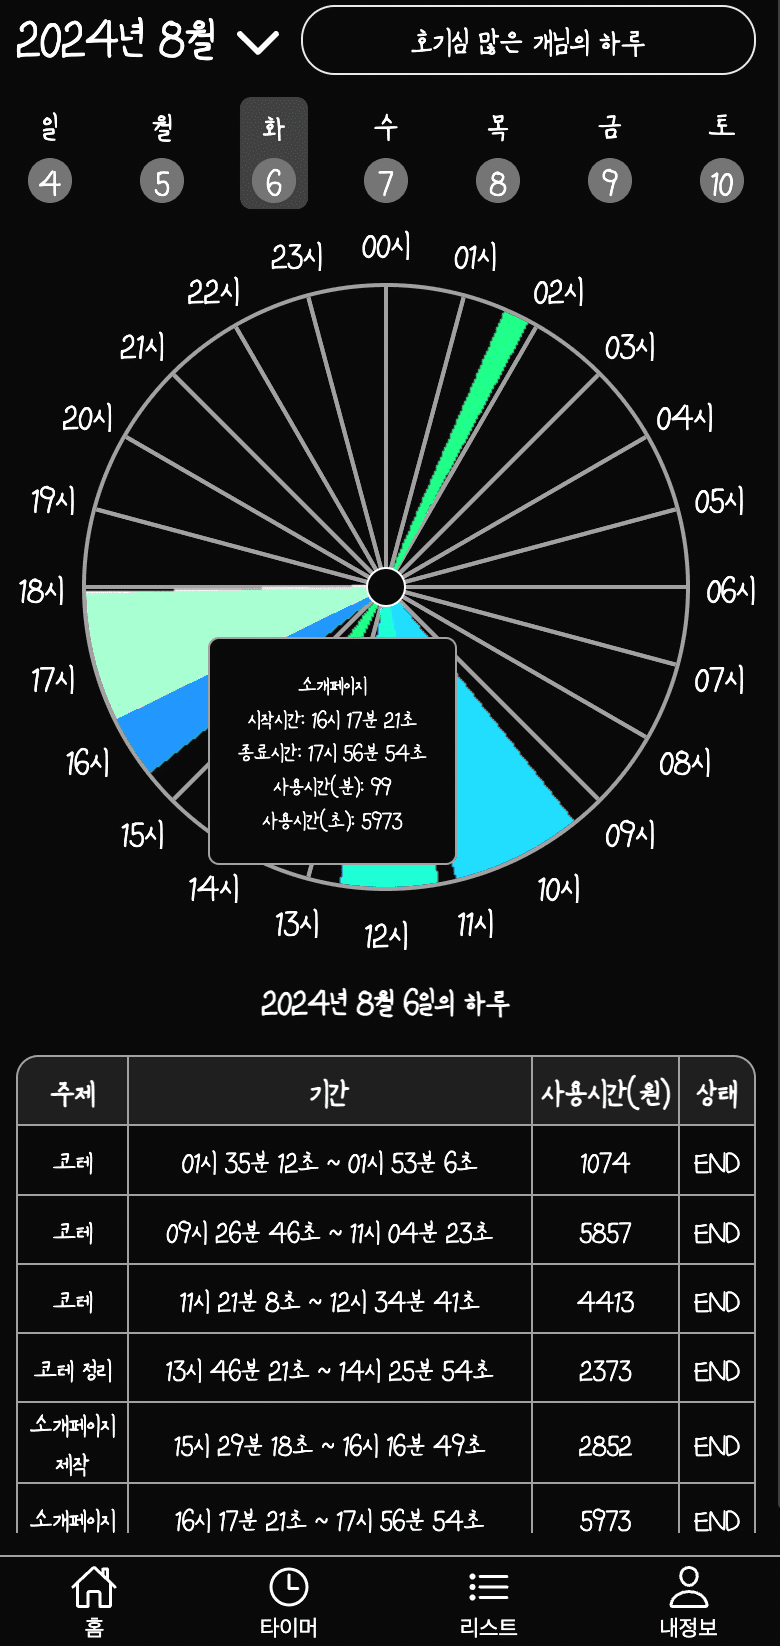 2024년 8월
호기심 많은 개님의 하루
일 월 화 수 목 금 토
4 5 6 7 8 9 10
00시
01시
02시
03시
04시
05시
06시
07시
08시
09시
10시
11시
12시
13시
14시
15시
16시
17시
18시
19시
20시
21시
22시
23시
소개페이지
시작시간: 16시 17분 21초
종료시간: 17시 56분 54초
사용시간(분): 99
사용시간(초): 5973
2024년 8월 6일의 하루
주제 기간 사용시간(원) 상태
코테 01시 35분 12초 ~ 01시 53분 6초 1074 END
코테 09시 26분 46초 ~ 11시 04분 23초 5857 END
코테 11시 21분 8초 ~ 12시 34분 41초 4413 END
코테 정리 13시 46분 21초 ~ 14시 25분 54초 2373 END
소개페이지
제작 15시 29분 18초 ~ 16시 16분 49초 2852 END
소개페이지 16시 17분 21초 ~ 17시 56분 54초 5973 END
홈 타이머 리스트 내정보